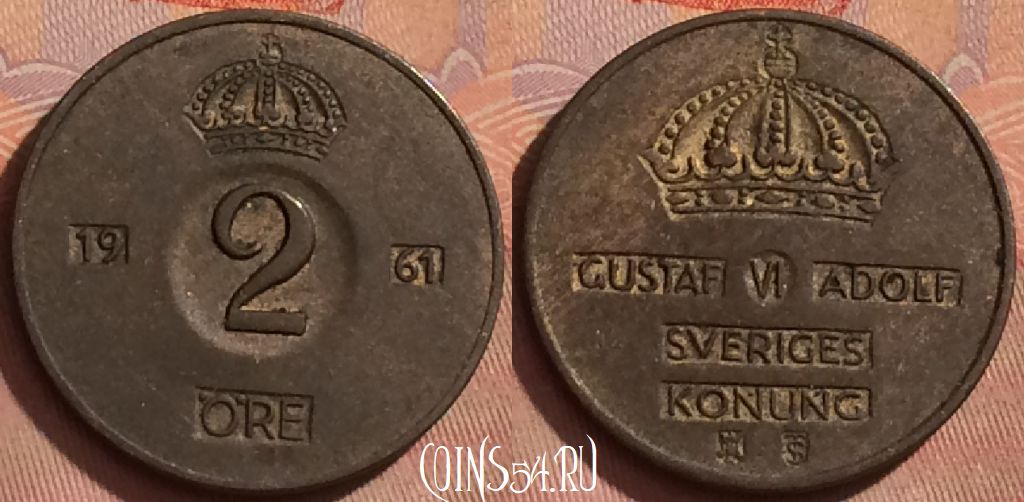 19 2 61
ÖRE
GUSTAF VI ADOLF
SVERIGES
KONUNG
COINS54.RU